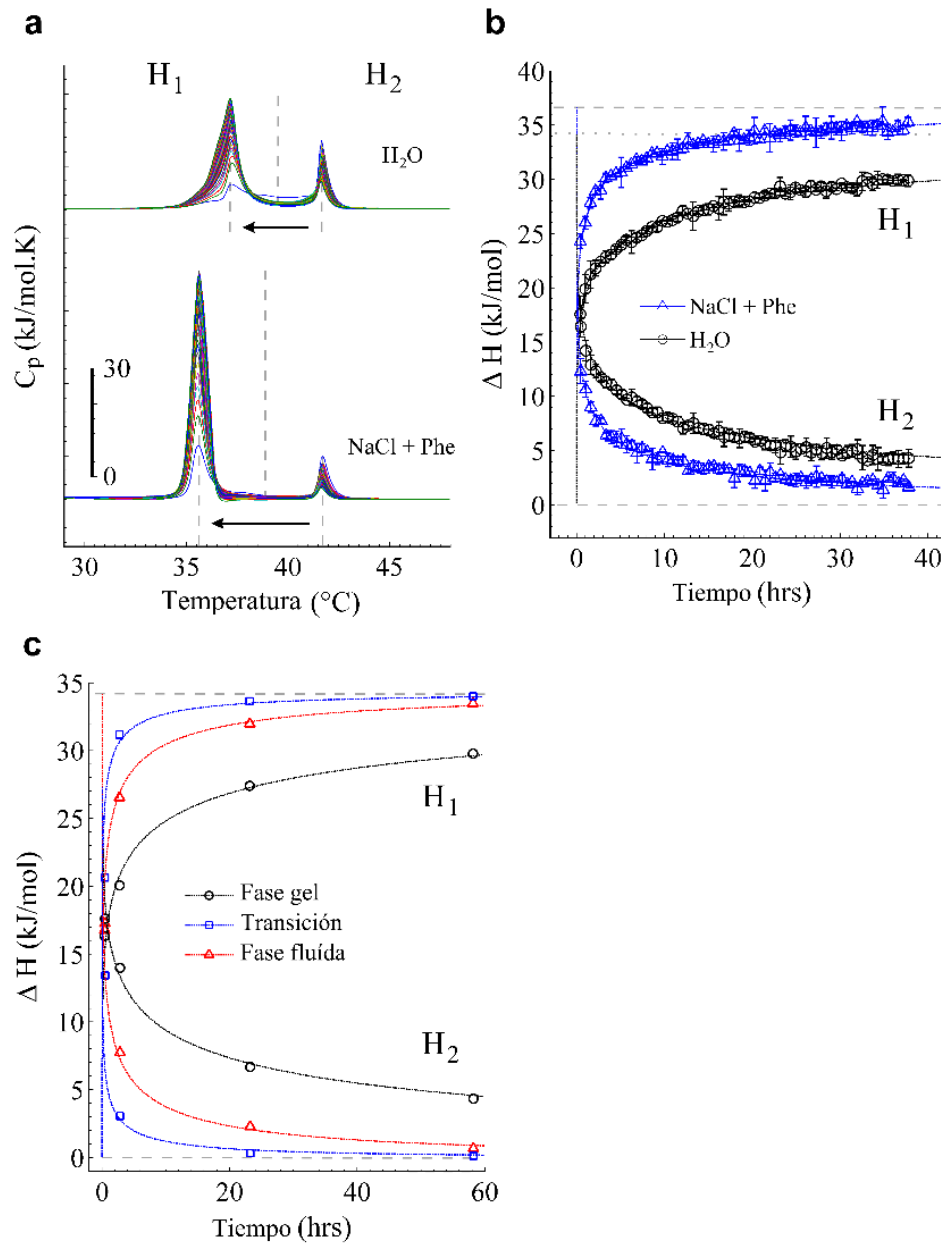 a
H1
H2
H2O
Cp (kJ/mol.K)
30
0
NaCl + Phe
30 35 40 45
Temperatura (°C)
b
40
35
30
25
20
15
10
5
0
Δ H (kJ/mol)
H1
NaCl + Phe
H2O
H2
0 10 20 30 40
Tiempo (hrs)
c
35
30
25
20
15
10
5
0
Δ H (kJ/mol)
H1
Fase gel
Transición
Fase fluída
H2
0 20 40 60
Tiempo (hrs)